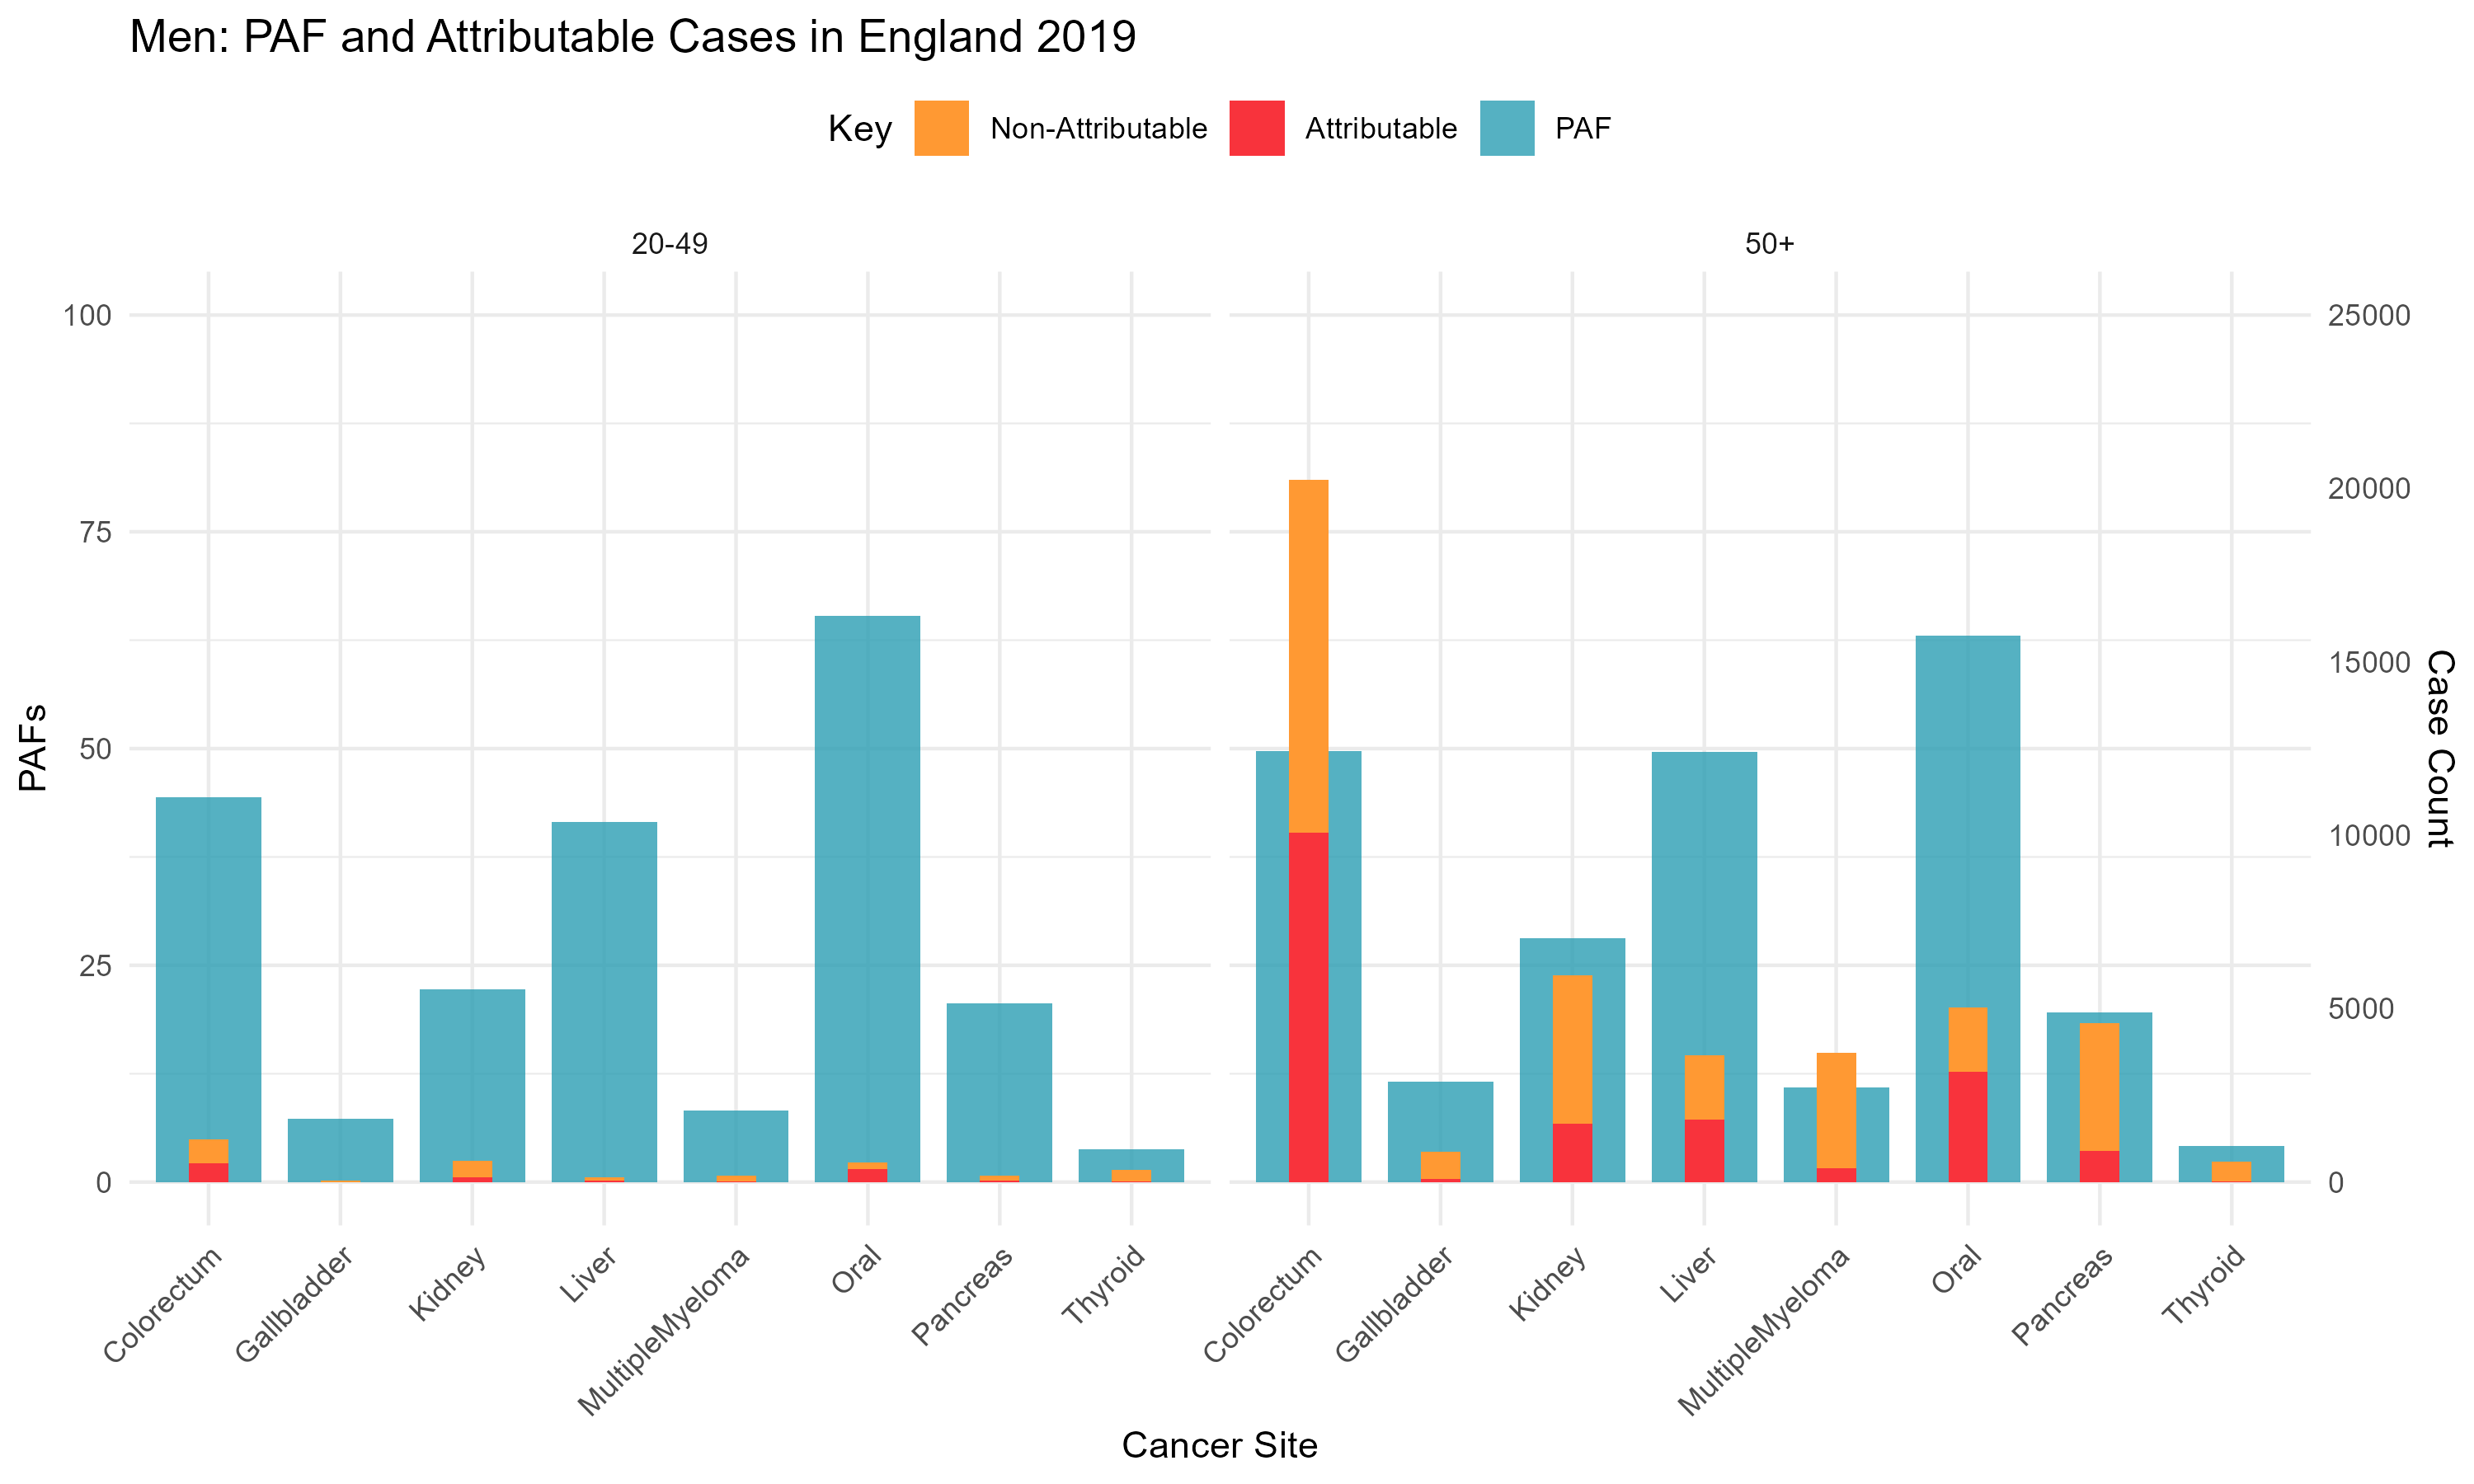 Men: PAF and Attributable Cases in England 2019
Key Non-Attributable Attributable PAF
20-49 50+
100
75
50
25
0
PAFs
25000
20000
15000
10000
5000
0
Case Count
Colorectum Gallbladder Kidney Liver MultipleMyeloma Oral Pancreas Thyroid
Colorectum Gallbladder Kidney Liver MultipleMyeloma Oral Pancreas Thyroid
Cancer Site